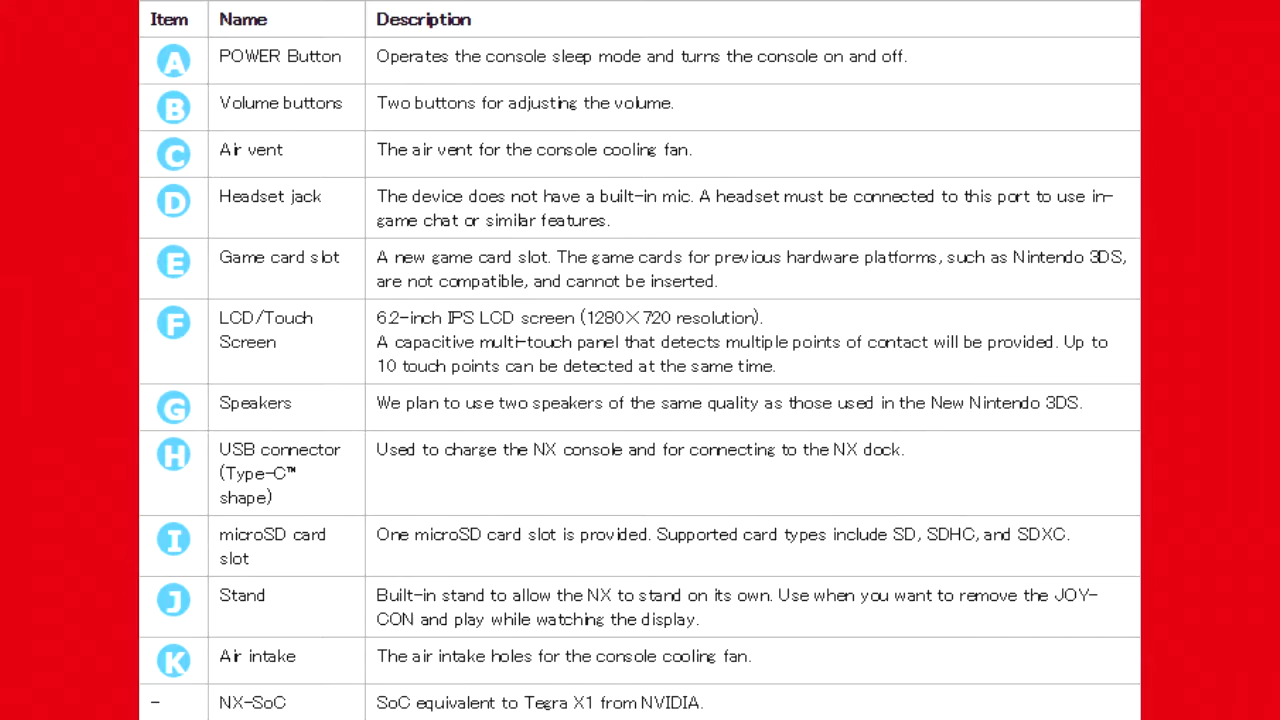 Item Name Description
A POWER Button Operates the console sleep mode and turns the console on and off.
B Volume buttons Two buttons for adjusting the volume.
C Air vent The air vent for the console cooling fan.
D Headset jack The device does not have a built-in mic. A headset must be connected to this port to use in-
game chat or similar features.
E Game card slot A new game card slot. The game cards for previous hardware platforms, such as Nintendo 3DS,
are not compatible, and cannot be inserted.
F LCD/Touch 6.2-inch IPS LCD screen (1280×720 resolution).
Screen A capacitive multi-touch panel that detects multiple points of contact will be provided. Up to
10 touch points can be detected at the same time.
G Speakers We plan to use two speakers of the same quality as those used in the New Nintendo 3DS.
H USB connector Used to charge the NX console and for connecting to the NX dock.
(Type-C™
shape)
I microSD card One microSD card slot is provided. Supported card types include SD, SDHC, and SDXC.
slot
J Stand Built-in stand to allow the NX to stand on its own. Use when you want to remove the JOY-
CON and play while watching the display.
K Air intake The air intake holes for the console cooling fan.
- NX-SoC SoC equivalent to Tegra X1 from NVIDIA.